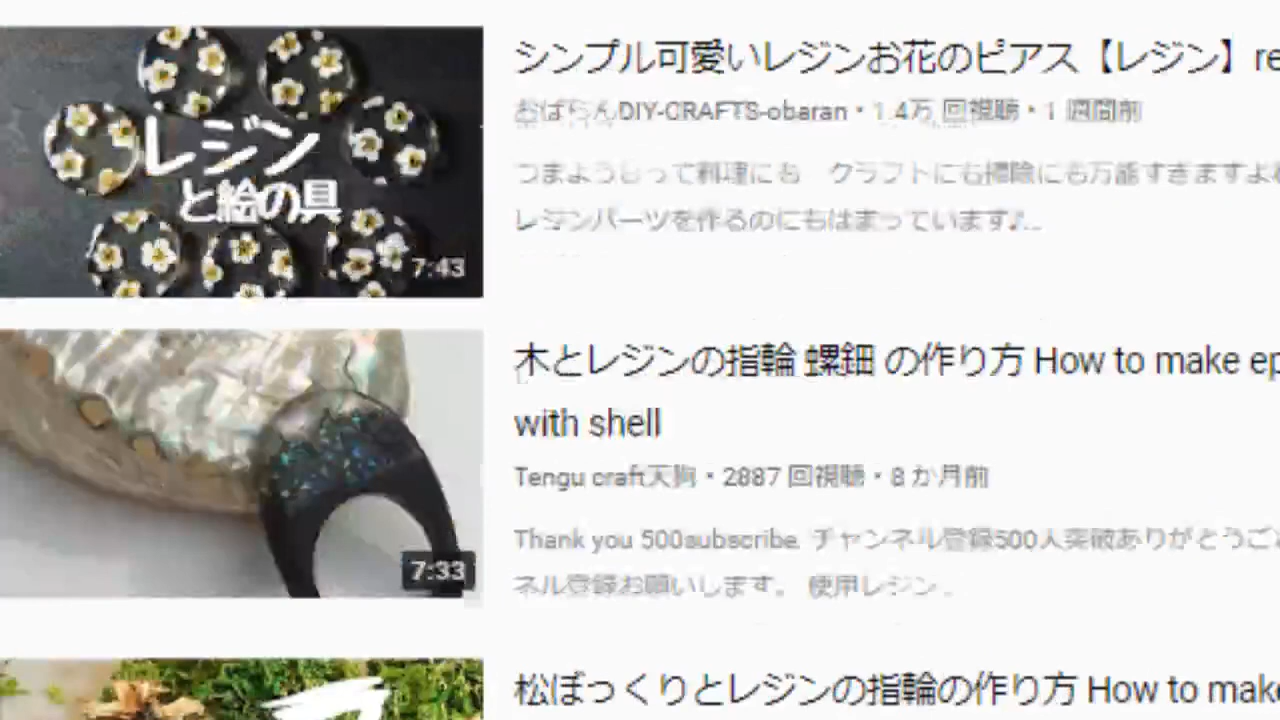 レジン
と絵の具
7:43
シンプル可愛いレジンお花のピアス【レジン】re
おばらんDIY-CRAFTS-obaran・1.4万 回視聴・1 週間前
つまようじって料理にも クラフトにも掃除にも万能すぎますよね
レジンパーツを作るのにもはまっています♪...
7:33
木とレジンの指輪 螺鈿 の作り方 How to make ep
with shell
Tengu craft天狗・2887 回視聴・8 か月前
Thank you 500subscribe. チャンネル登録500人突破ありがとうご
ネル登録お願いします。 使用レジン...
松ぼっくりとレジンの指輪の作り方 How to make